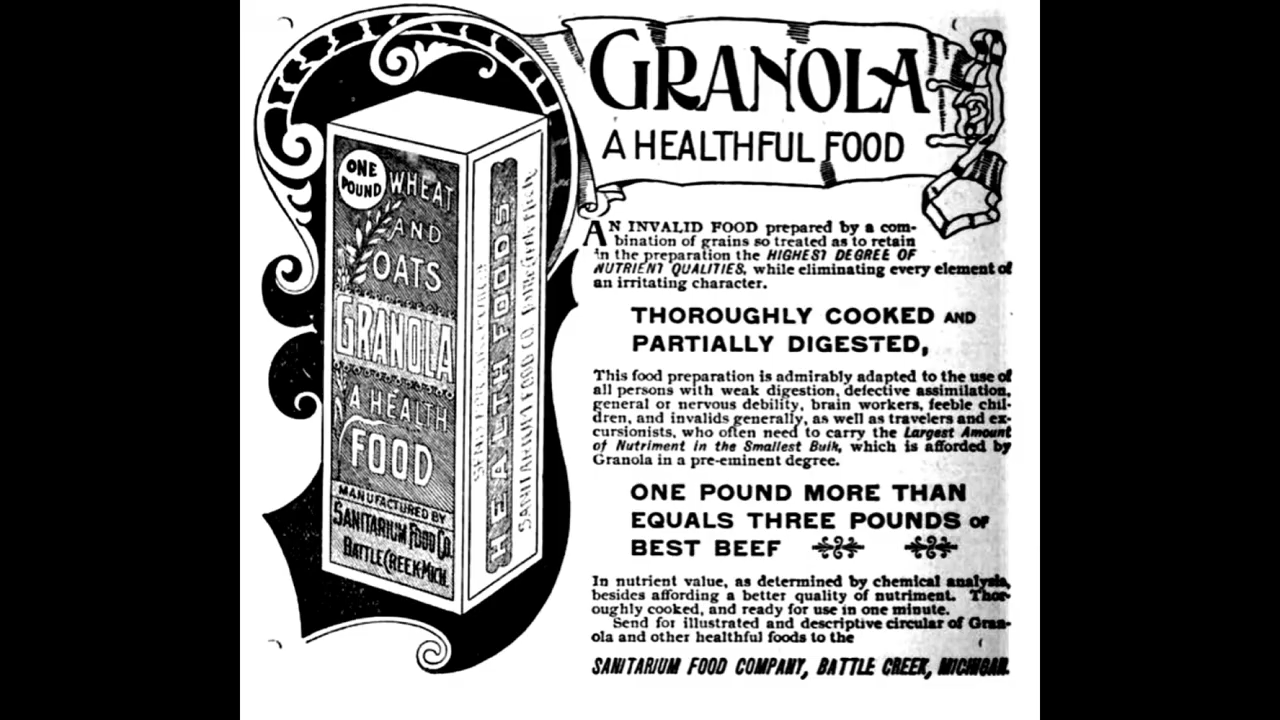 ONE
POUND
WHEAT
AND
OATS
GRANOLA
A HEALTH
FOOD
MANUFACTURED BY
SANITARIUM FOOD CO.
BATTLE CREEK MICH.
HEALTH FOODS.
SANITARIUM FOOD CO. Battle Creek Mich.
GRANOLA
A HEALTHFUL FOOD
AN INVALID FOOD prepared by a com-
bination of grains so treated as to retain
in the preparation the HIGHEST DEGREE OF
NUTRIENT QUALITIES, while eliminating every element of
an irritating character.
THOROUGHLY COOKED AND
PARTIALLY DIGESTED,
This food preparation is admirably adapted to the use of
all persons with weak digestion, defective assimilation,
general or nervous debility, brain workers, feeble chil-
dren, and invalids generally, as well as travelers and ex-
cursionists, who often need to carry the Largest Amount
of Nutriment in the Smallest Bulk, which is afforded by
Granola in a pre-eminent degree.
ONE POUND MORE THAN
EQUALS THREE POUNDS OF
BEST BEEF
In nutrient value, as determined by chemical analysis,
besides affording a better quality of nutriment. Thor-
oughly cooked, and ready for use in one minute.
Send for illustrated and descriptive circular of Gran-
ola and other healthful foods to the
SANITARIUM FOOD COMPANY, BATTLE CREEK, MICHIGAN.